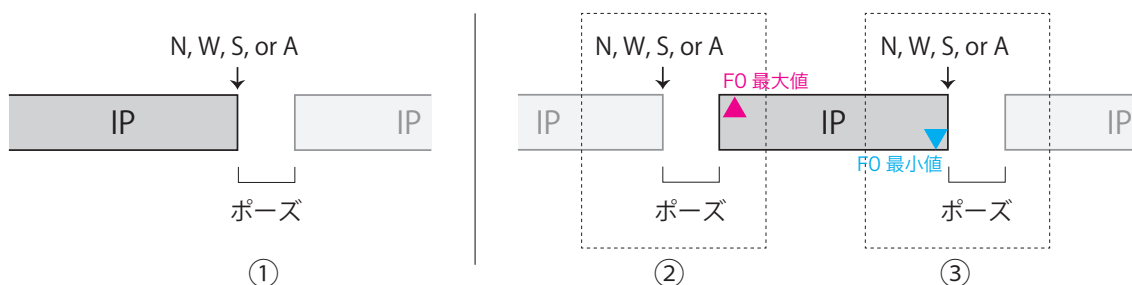 N, W, S, or A
IP
IP
ポーズ
①
N, W, S, or A
N, W, S, or A
F0 最大値
IP
IP
IP
F0 最小値
ポーズ
ポーズ
②
③